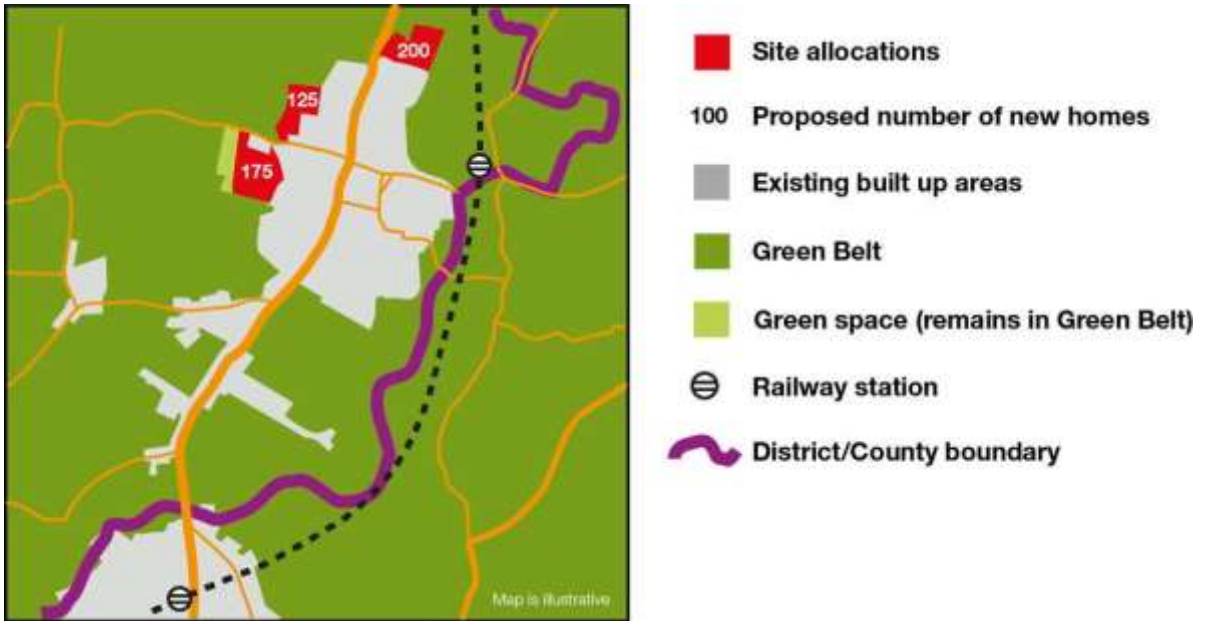 200
125
175
Map is illustrative
Site allocations
100 Proposed number of new homes
Existing built up areas
Green Belt
Green space (remains in Green Belt)
Railway station
District/County boundary